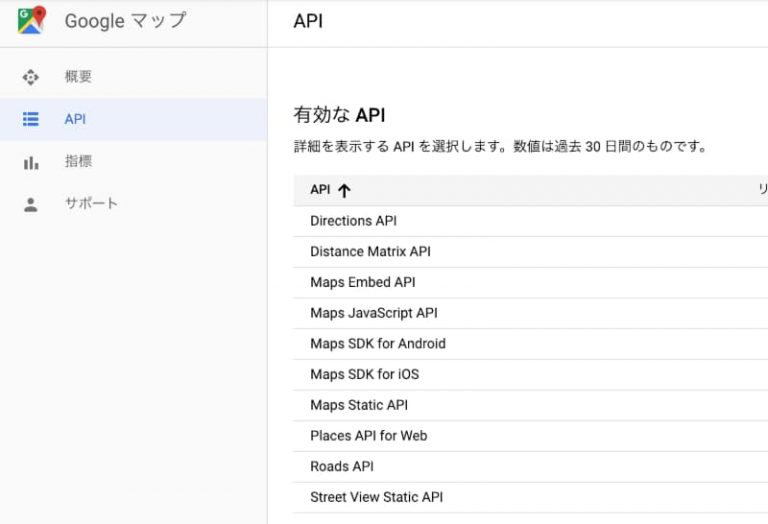 Google マップ
API
概要
API
指標
サポート
有効な API
詳細を表示する API を選択します。数値は過去 30 日間のものです。
API リ
Directions API
Distance Matrix API
Maps Embed API
Maps JavaScript API
Maps SDK for Android
Maps SDK for iOS
Maps Static API
Places API for Web
Roads API
Street View Static API